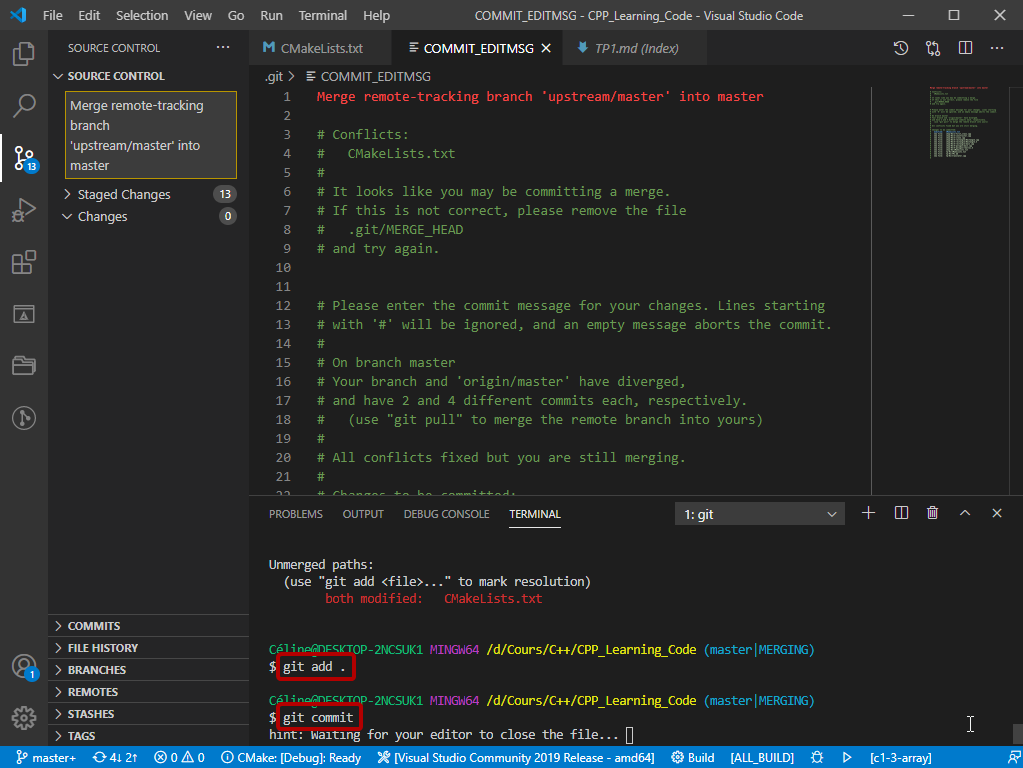 File Edit Selection View Go Run Terminal Help COMMIT_EDITMSG - CPP_Learning_Code - Visual Studio Code
SOURCE CONTROL
SOURCE CONTROL
Merge remote-tracking
branch
'upstream/master' into
master
Staged Changes 13
Changes 0
13
1
COMMITS
FILE HISTORY
BRANCHES
REMOTES
STASHES
TAGS
CMakeLists.txt COMMIT_EDITMSG TP1.md (Index)
.git > COMMIT_EDITMSG
1 Merge remote-tracking branch 'upstream/master' into master
2
3 # Conflicts:
4 #   CMakeLists.txt
5 #
6 # It looks like you may be committing a merge.
7 # If this is not correct, please remove the file
8 #   .git/MERGE_HEAD
9 # and try again.
10
11
12 # Please enter the commit message for your changes. Lines starting
13 # with '#' will be ignored, and an empty message aborts the commit.
14 #
15 # On branch master
16 # Your branch and 'origin/master' have diverged,
17 # and have 2 and 4 different commits each, respectively.
18 #   (use "git pull" to merge the remote branch into yours)
19 #
20 # All conflicts fixed but you are still merging.
21 #
22 # Changes to be committed:
PROBLEMS OUTPUT DEBUG CONSOLE TERMINAL 1: git
Unmerged paths:
(use "git add <file>..." to mark resolution)
both modified:   CMakeLists.txt
Céline@DESKTOP-2NCSUK1 MINGW64 /d/Cours/C++/CPP_Learning_Code (master|MERGING)
$ git add .
Céline@DESKTOP-2NCSUK1 MINGW64 /d/Cours/C++/CPP_Learning_Code (master|MERGING)
$ git commit
hint: Waiting for your editor to close the file...
master+ 4↓ 2↑ 0 0 CMake: [Debug]: Ready [Visual Studio Community 2019 Release - amd64] Build [ALL_BUILD] [c1-3-array]